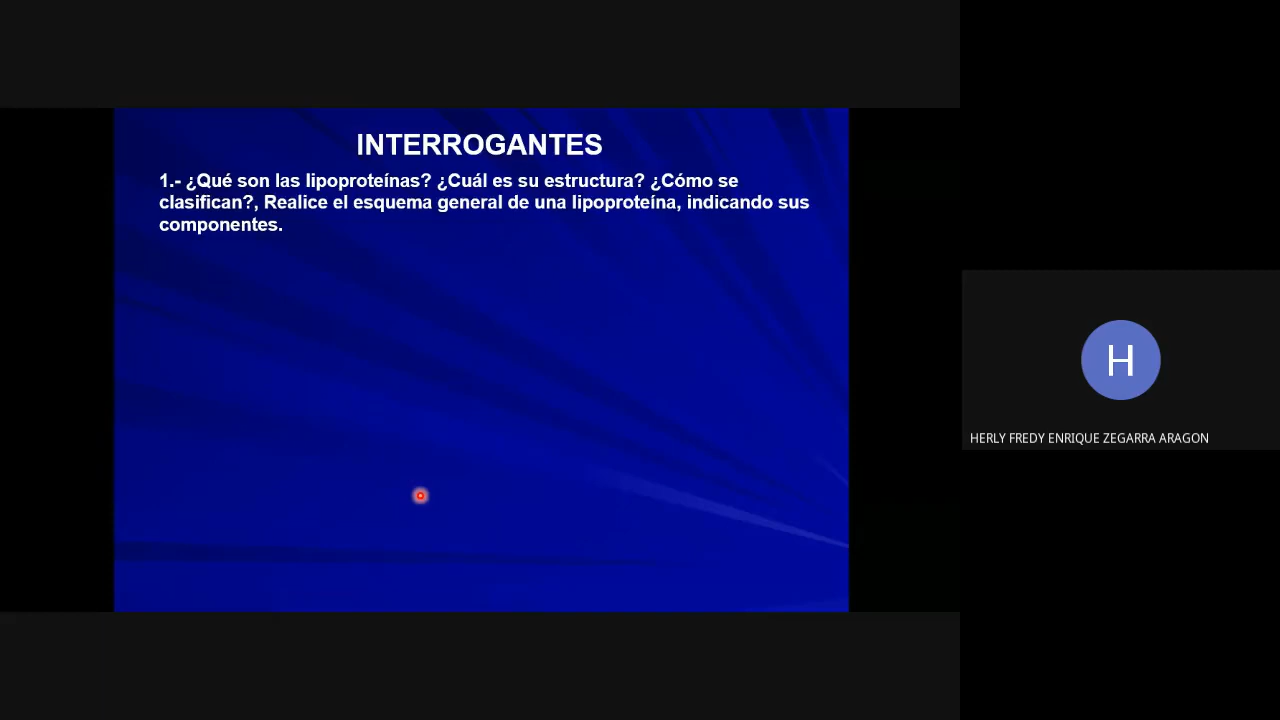 INTERROGANTES
1.- ¿Qué son las lipoproteínas? ¿Cuál es su estructura? ¿Cómo se
clasifican?, Realice el esquema general de una lipoproteína, indicando sus
componentes.
H
HERLY FREDY ENRIQUE ZEGARRA ARAGON